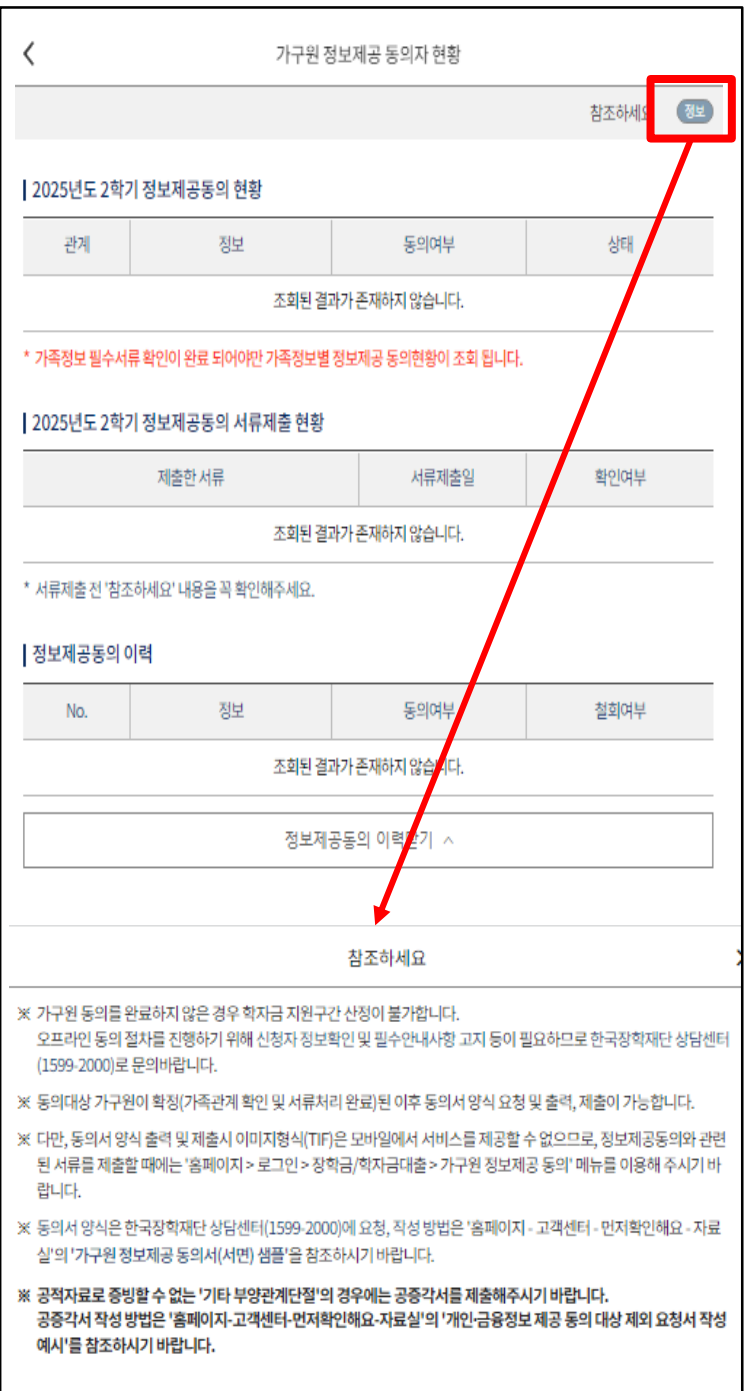 가구원 정보제공 동의자 현황
참조하세요 정보
2025년도 2학기 정보제공동의 현황
관계 정보 동의여부 상태
조회된 결과가 존재하지 않습니다.
* 가족정보 필수서류 확인이 완료 되어야만 가족정보별 정보제공 동의현황이 조회 됩니다.
2025년도 2학기 정보제공동의 서류제출 현황
제출한 서류 서류제출일 확인여부
조회된 결과가 존재하지 않습니다.
* 서류제출 전 '참조하세요' 내용을 꼭 확인해주세요.
정보제공동의 이력
No. 정보 동의여부 철회여부
조회된 결과가 존재하지 않습니다.
정보제공동의 이력닫기
참조하세요
※ 가구원 동의를 완료하지 않은 경우 학자금 지원구간 산정이 불가합니다.
오프라인 동의 절차를 진행하기 위해 신청자 정보확인 및 필수안내사항 고지 등이 필요하므로 한국장학재단 상담센터
(1599-2000)로 문의바랍니다.
※ 동의대상 가구원이 확정(가족관계 확인 및 서류처리 완료)된 이후 동의서 양식 요청 및 출력, 제출이 가능합니다.
※ 다만, 동의서 양식 출력 및 제출시 이미지형식(TIF)은 모바일에서 서비스를 제공할 수 없으므로, 정보제공동의와 관련
된 서류를 제출할 때에는 '홈페이지 > 로그인 > 장학금/학자금대출 > 가구원 정보제공 동의' 메뉴를 이용해 주시기 바
랍니다.
※ 동의서 양식은 한국장학재단 상담센터(1599-2000)에 요청, 작성 방법은 '홈페이지 - 고객센터 - 먼저확인해요 - 자료
실'의 '가구원 정보제공 동의서(서면) 샘플'을 참조하시기 바랍니다.
※ 공적자료로 증빙할 수 없는 '기타 부양관계단절'의 경우에는 공증각서를 제출해주시기 바랍니다.
공증각서 작성 방법은 '홈페이지-고객센터-먼저확인해요-자료실'의 '개인·금융정보 제공 동의 대상 제외 요청서 작성
예시'를 참조하시기 바랍니다.